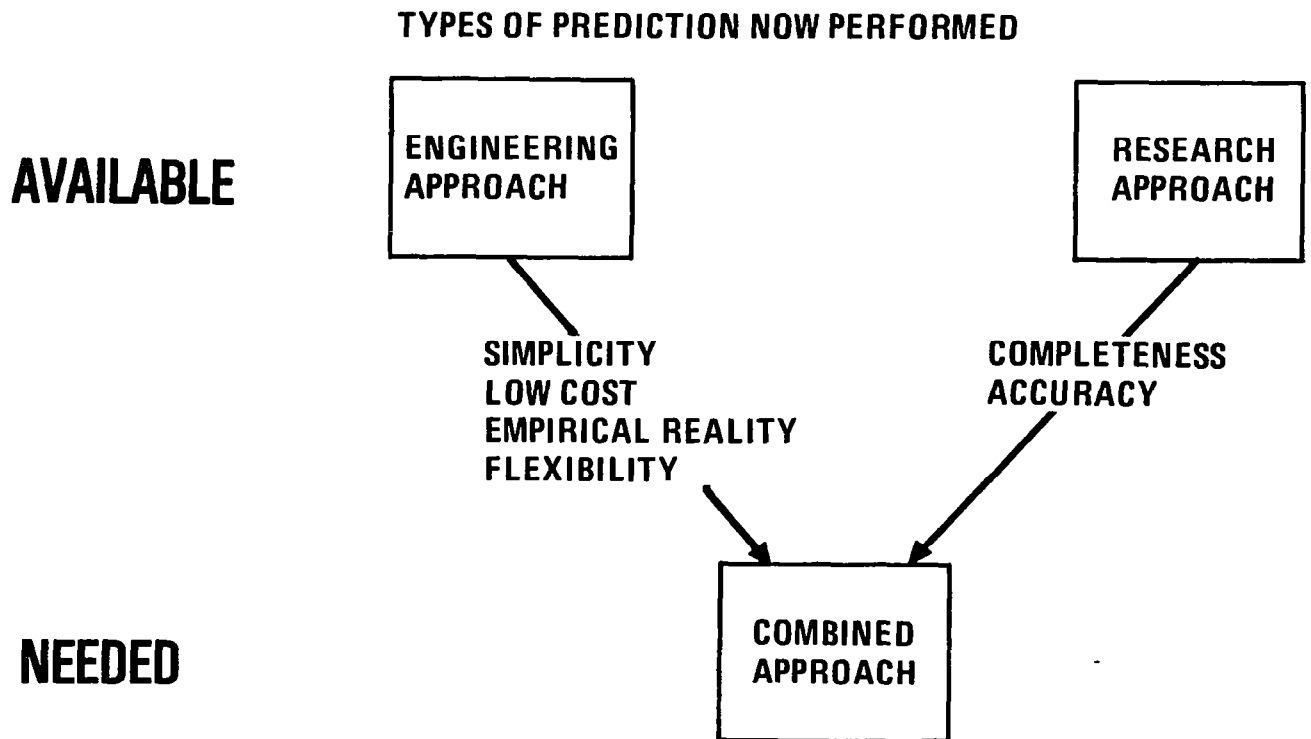 TYPES OF PREDICTION NOW PERFORMED
AVAILABLE
ENGINEERING
APPROACH
RESEARCH
APPROACH
SIMPLICITY
LOW COST
EMPIRICAL REALITY
FLEXIBILITY
COMPLETENESS
ACCURACY
NEEDED
COMBINED
APPROACH